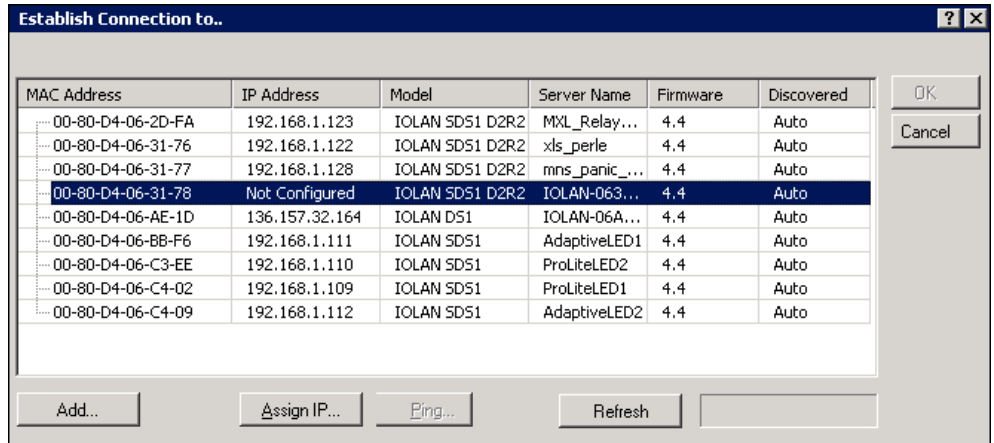 Establish Connection to..
MAC Address IP Address Model Server Name Firmware Discovered
00-80-D4-06-2D-FA 192.168.1.123 IOLAN SDS1 D2R2 MXL_Relay... 4.4 Auto
00-80-D4-06-31-76 192.168.1.122 IOLAN SDS1 D2R2 xls_perle 4.4 Auto
00-80-D4-06-31-77 192.168.1.128 IOLAN SDS1 D2R2 mns_panic_... 4.4 Auto
00-80-D4-06-31-78 Not Configured IOLAN SDS1 D2R2 IOLAN-063... 4.4 Auto
00-80-D4-06-AE-1D 136.157.32.164 IOLAN DS1 IOLAN-06A... 4.4 Auto
00-80-D4-06-BB-F6 192.168.1.111 IOLAN SDS1 AdaptiveLED1 4.4 Auto
00-80-D4-06-C3-EE 192.168.1.110 IOLAN SDS1 ProLiteLED2 4.4 Auto
00-80-D4-06-C4-02 192.168.1.109 IOLAN SDS1 ProLiteLED1 4.4 Auto
00-80-D4-06-C4-09 192.168.1.112 IOLAN SDS1 AdaptiveLED2 4.4 Auto
OK
Cancel
Add... Assign IP... Ping... Refresh